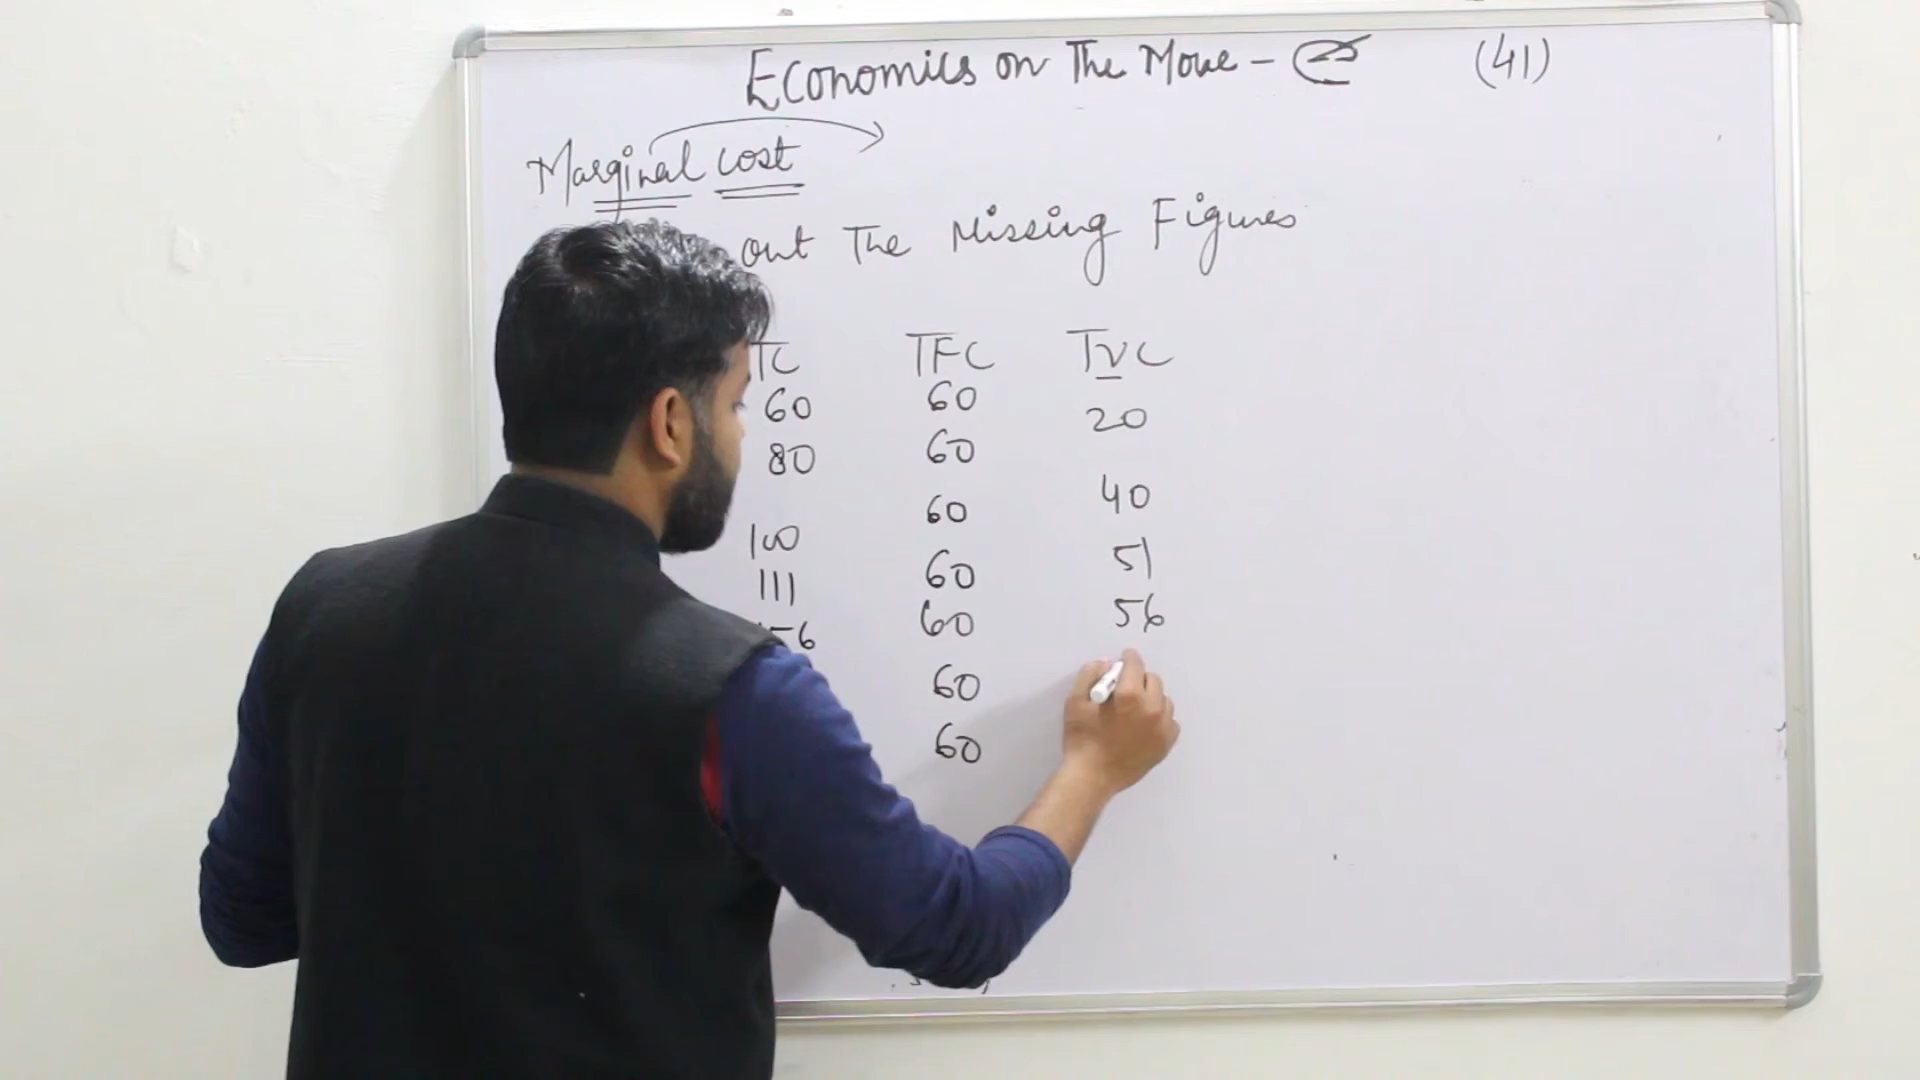 Economics on The Move - (41)
Marginal cost
out The Missing Figures
TC TFC TVC
60 60 20
80 60
60 40
100
111 60 51
56 60 56
60
60